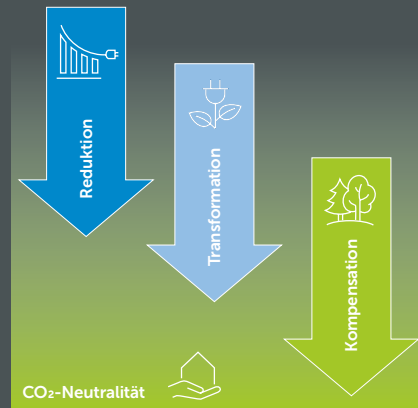 Reduktion
Transformation
Kompensation
CO₂-Neutralität